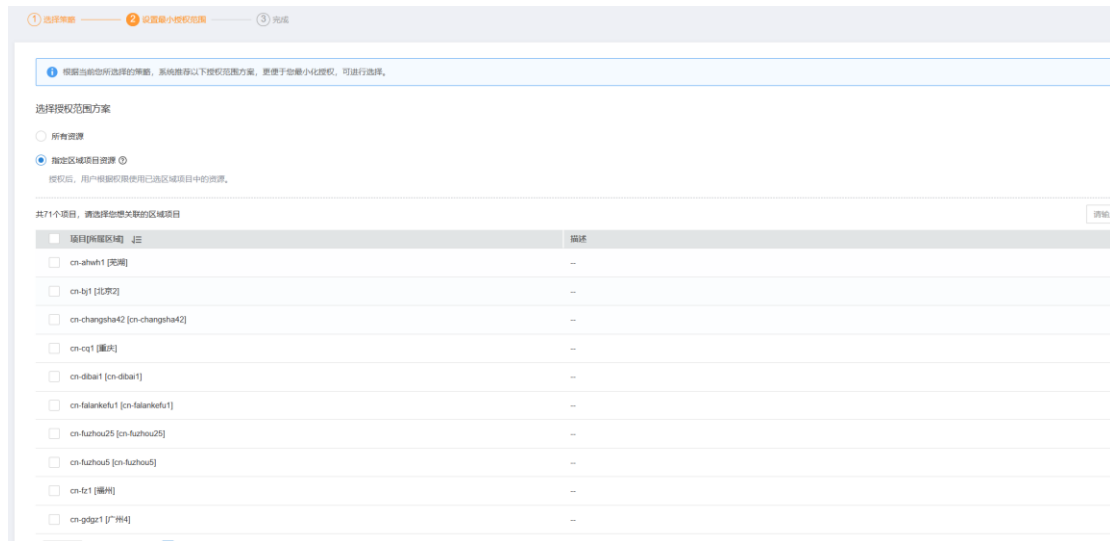 1 选择策略 2 设置最小授权范围 3 完成
根据当前您所选择的策略，系统推荐以下授权范围方案，更便于您最小化授权，可进行选择。
选择授权范围方案
所有资源
指定区域项目资源
授权后，用户根据权限使用已选区域项目中的资源。
共71个项目，请选择您想关联的区域项目 请输
项目[所属区域] 描述
cn-ahwh1 [芜湖] --
cn-bj1 [北京2] --
cn-changsha42 [cn-changsha42] --
cn-cq1 [重庆] --
cn-dibai1 [cn-dibai1] --
cn-falankefu1 [cn-falankefu1] --
cn-fuzhou25 [cn-fuzhou25] --
cn-fuzhou5 [cn-fuzhou5] --
cn-fz1 [福州] --
cn-gdgz1 [广州4] --